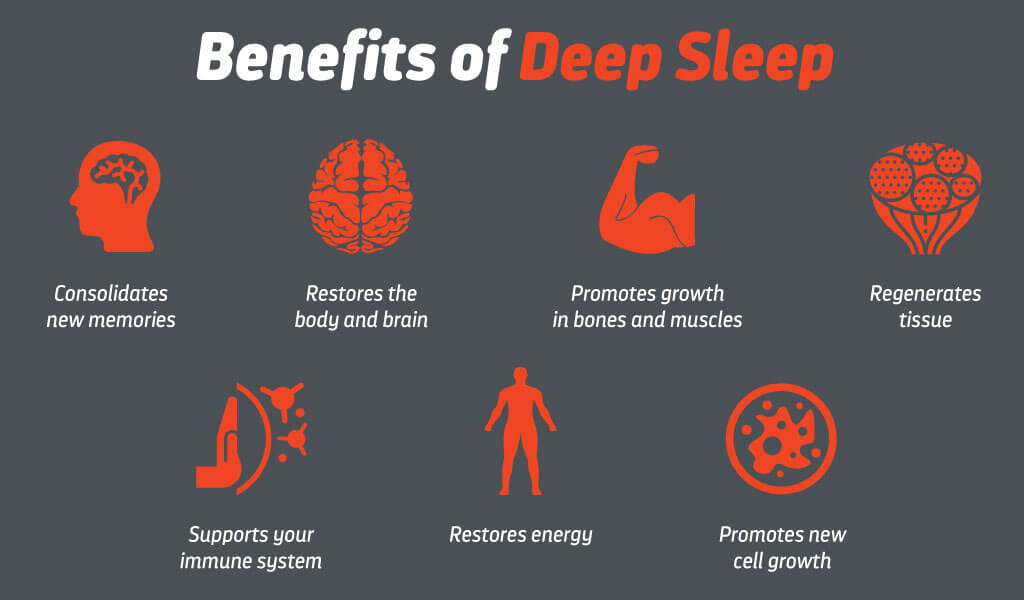 Benefits of Deep Sleep
Consolidates
new memories
Restores the
body and brain
Promotes growth
in bones and muscles
Regenerates
tissue
Supports your
immune system
Restores energy
Promotes new
cell growth